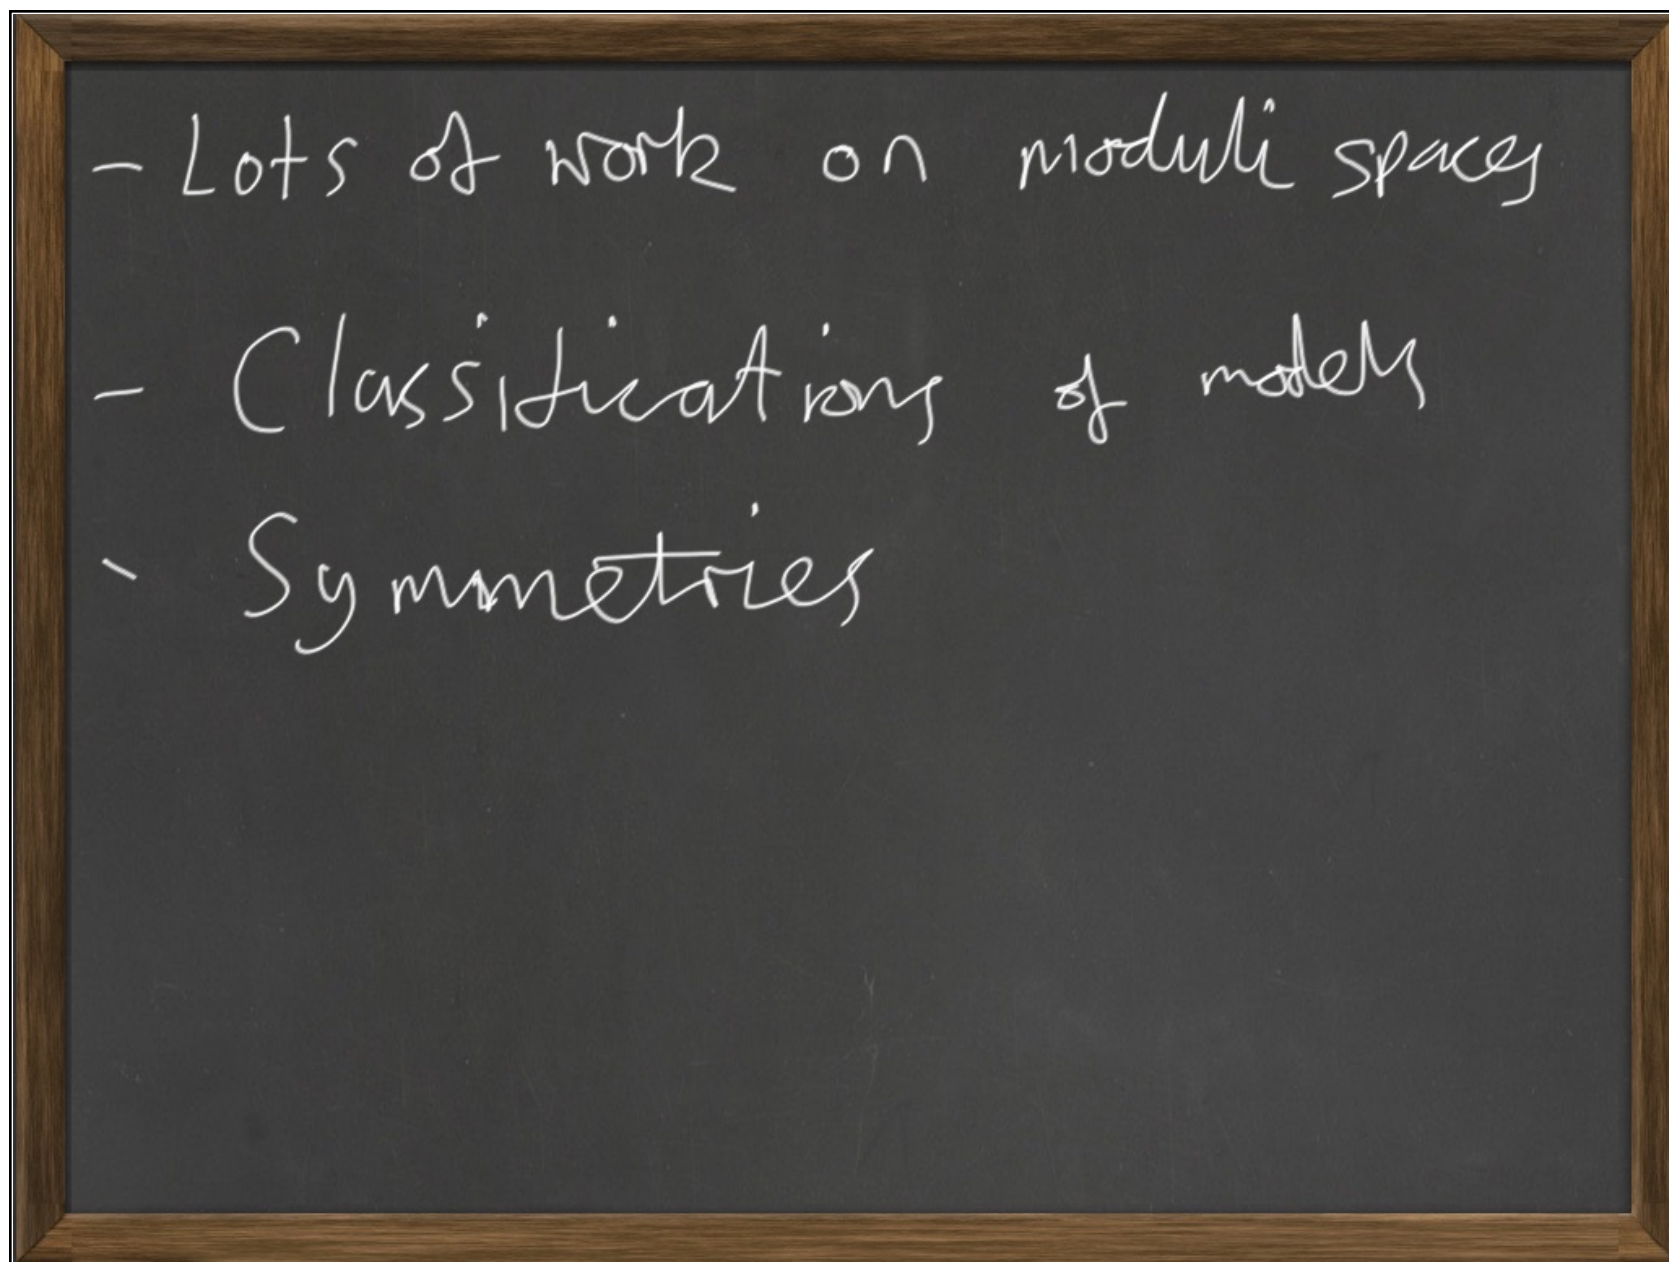 - Lots of work on moduli spaces
- Classifications of models
- Symmetries